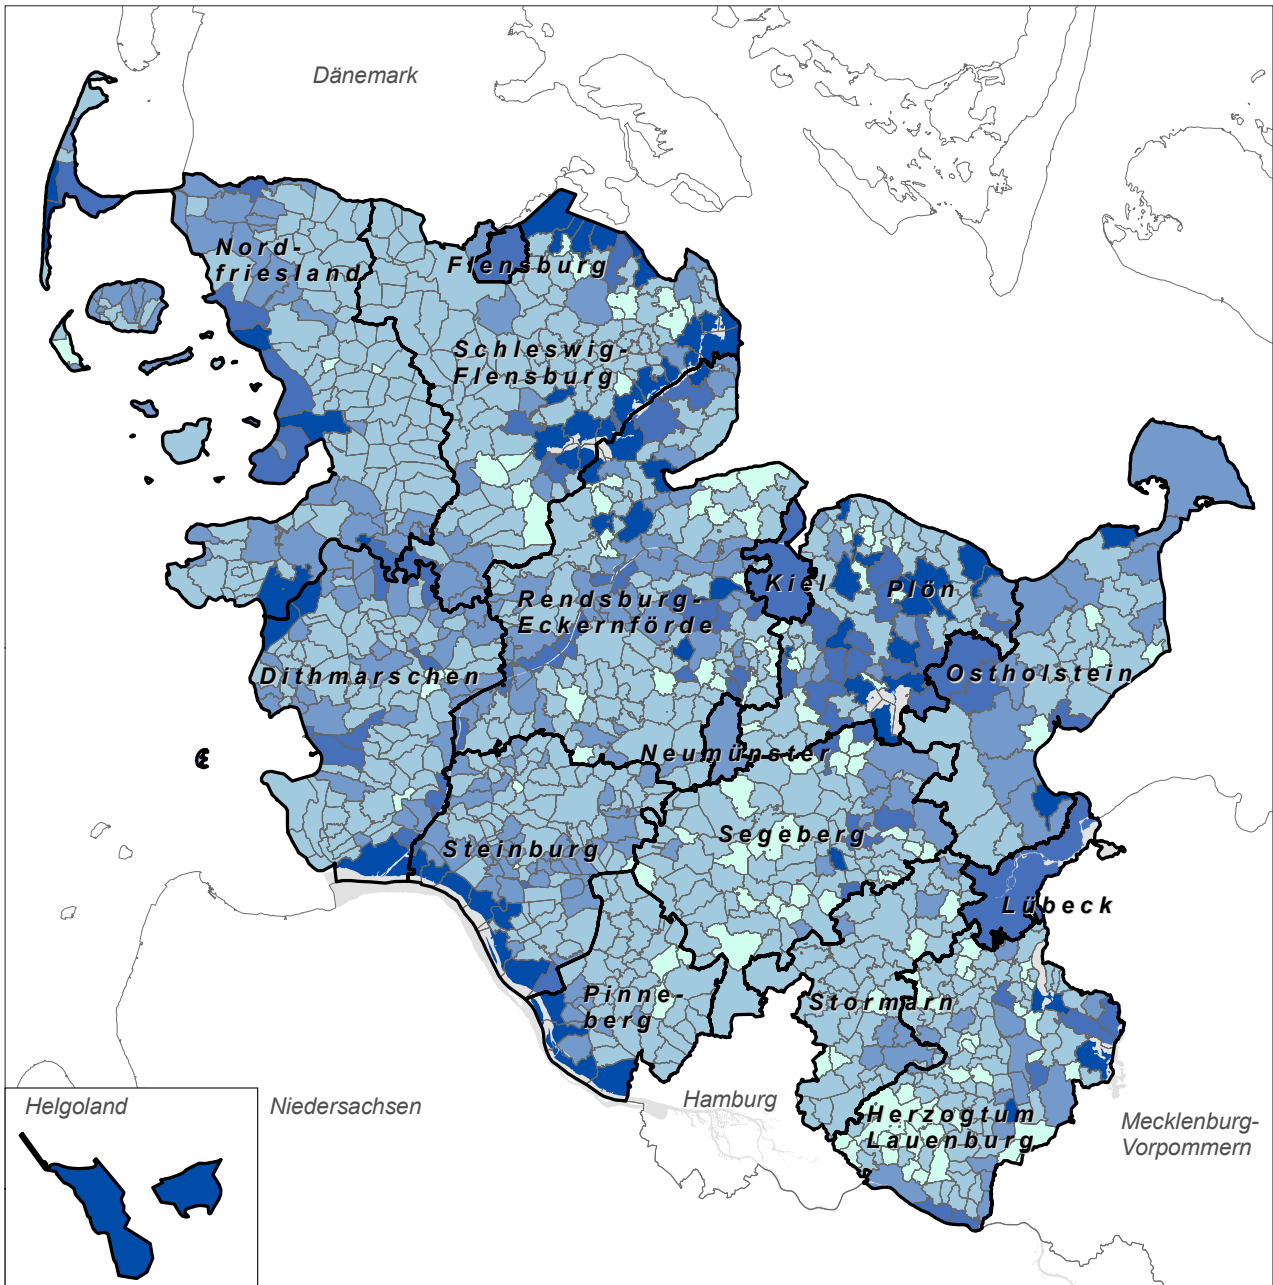 Dänemark
Nord-
friesland
Flensburg
Schleswig-
Flensburg
Kiel
Plön
Rendsburg-
Eckernförde
Dithmarschen
Ostholstein
Neumünster
Segeberg
Steinburg
Lübeck
Pinne-
berg
Stormarn
Helgoland
Niedersachsen
Hamburg
Herzogtum
Lauenburg
Mecklenburg-
Vorpommern